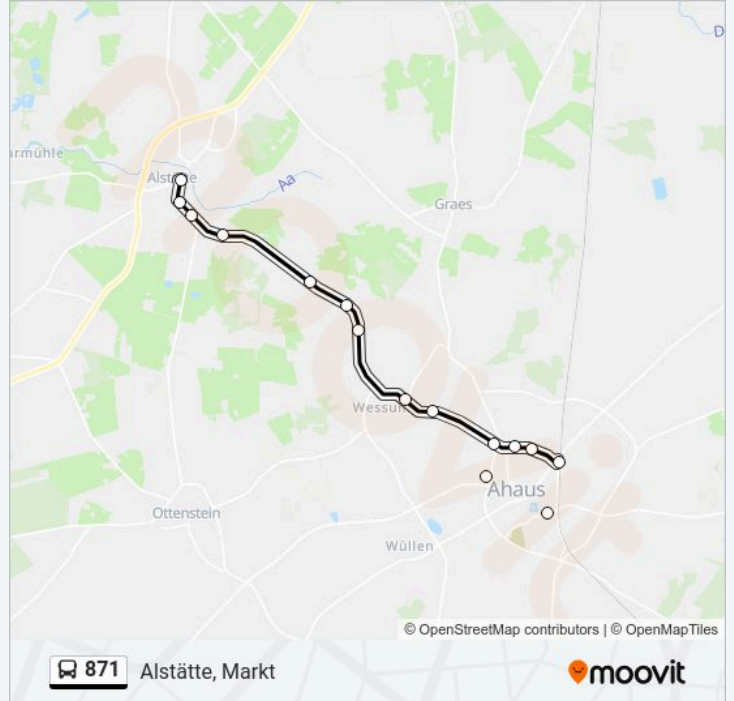 D
armühle
Alstätte
Aa
Graes
Wessum
Ahaus
Ottenstein
Wüllen
© OpenStreetMap contributors | © OpenMapTiles
871 Alstätte, Markt
moovit